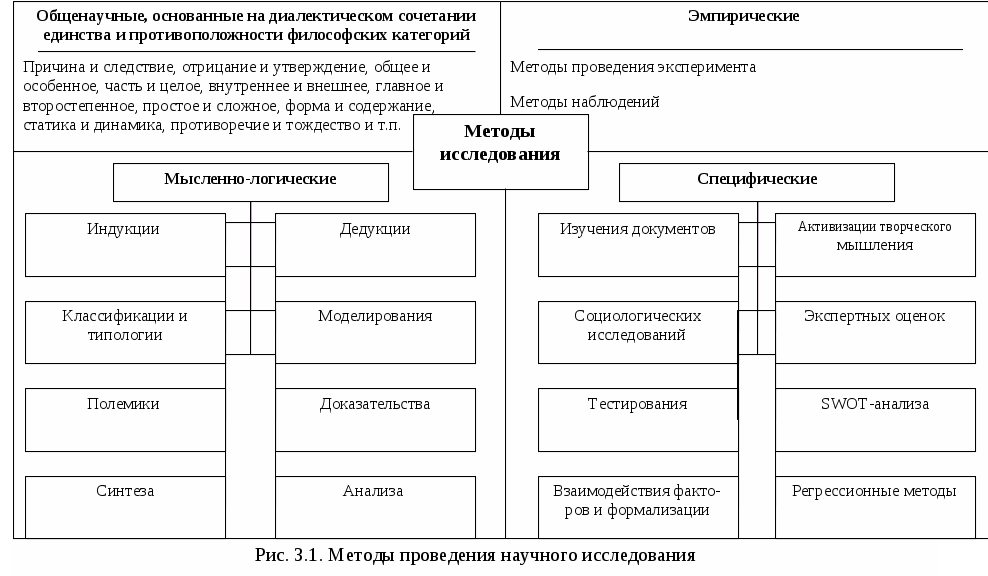 Общенаучные, основанные на диалектическом сочетании
единства и противоположности философских категорий
Причина и следствие, отрицание и утверждение, общее и
особенное, часть и целое, внутреннее и внешнее, главное и
второстепенное, простое и сложное, форма и содержание,
статика и динамика, противоречие и тождество и т.п.
Эмпирические
Методы проведения эксперимента
Методы наблюдений
Методы
исследования
Мысленно-логические
Индукции
Дедукции
Классификации и
типологии
Моделирования
Полемики
Доказательства
Синтеза
Анализа
Специфические
Изучения документов
Активизации творческого
мышления
Социологических
исследований
Экспертных оценок
Тестирования
SWOT-анализа
Взаимодействия факто-
ров и формализации
Регрессионные методы
Рис. 3.1. Методы проведения научного исследования